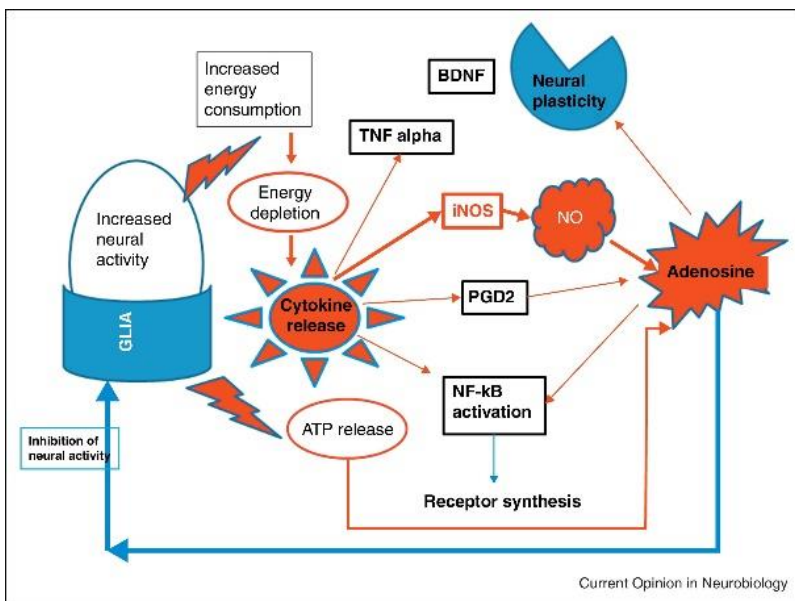 Increased
energy
consumption
BDNF
Neural
plasticity
TNF alpha
Energy
depletion
Increased
neural
activity
iNOS
NO
Adenosine
GLIA
Cytokine
release
PGD2
NF-kB
activation
ATP release
Inhibition of
neural activity
Receptor synthesis
Current Opinion in Neurobiology